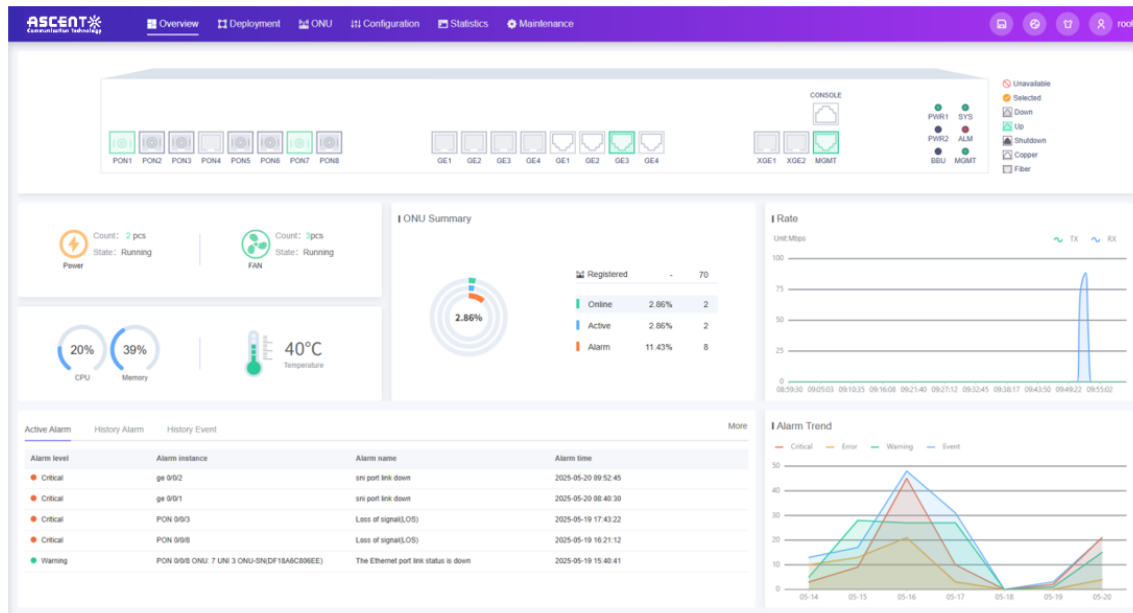 ASCENT
Communication Technology
Overview Deployment ONU Configuration Statistics Maintenance root
CONSOLE
PWR1 SYS
PWR2 ALM
BBU MGMT
PON1 PON2 PON3 PON4 PON5 PON6 PON7 PON8
GE1 GE2 GE3 GE4 GE1 GE2 GE3 GE4
XGE1 XGE2 MGMT
Unavailable
Selected
Down
Up
Shutdown
Copper
Fiber
Count: 2 pcs
State: Running
Power
Count: 3pcs
State: Running
FAN
20%
CPU
39%
Memory
40°C
Temperature
ONU Summary
2.86%
Registered - 70
Online 2.86% 2
Active 2.86% 2
Alarm 11.43% 8
Rate
Unit:Mbps
TX RX
100
75
50
25
0
08:59:30 09:05:03 09:10:35 09:16:08 09:21:40 09:27:12 09:32:45 09:38:17 09:43:50 09:49:22 09:55:02
Active Alarm History Alarm History Event More
Alarm level Alarm instance Alarm name Alarm time
Critical ge 0/0/2 sni port link down 2025-05-20 09:52:45
Critical ge 0/0/1 sni port link down 2025-05-20 08:40:30
Critical PON 0/0/3 Loss of signal(LOS) 2025-05-19 17:43:22
Critical PON 0/0/8 Loss of signal(LOS) 2025-05-19 16:21:12
Warning PON 0/0/8 ONU: 7 UNI 3 ONU-SN(DF18A6C806EE) The Ethernet port link status is down 2025-05-19 15:40:41
Alarm Trend
Critical Error Warning Event
50
40
30
20
10
0
05-14 05-15 05-16 05-17 05-18 05-19 05-20